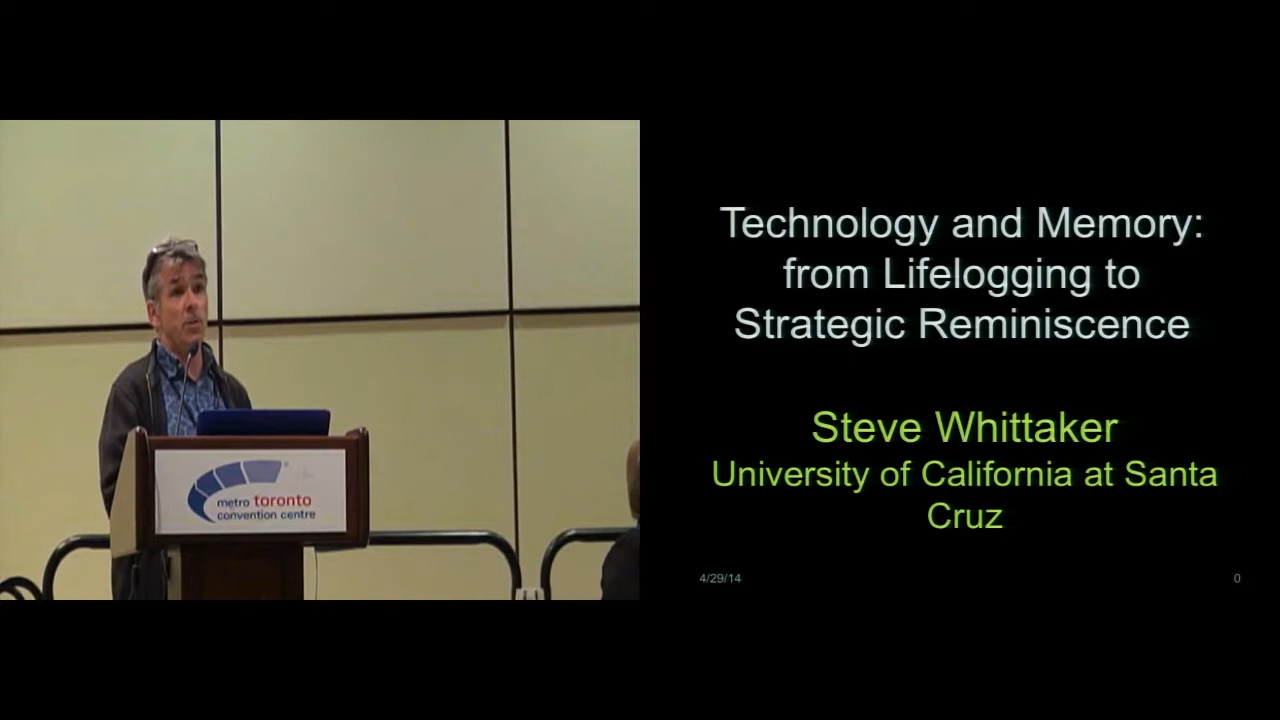 metro toronto
convention centre
Technology and Memory:
from Lifelogging to
Strategic Reminiscence
Steve Whittaker
University of California at Santa
Cruz
4/29/14
0